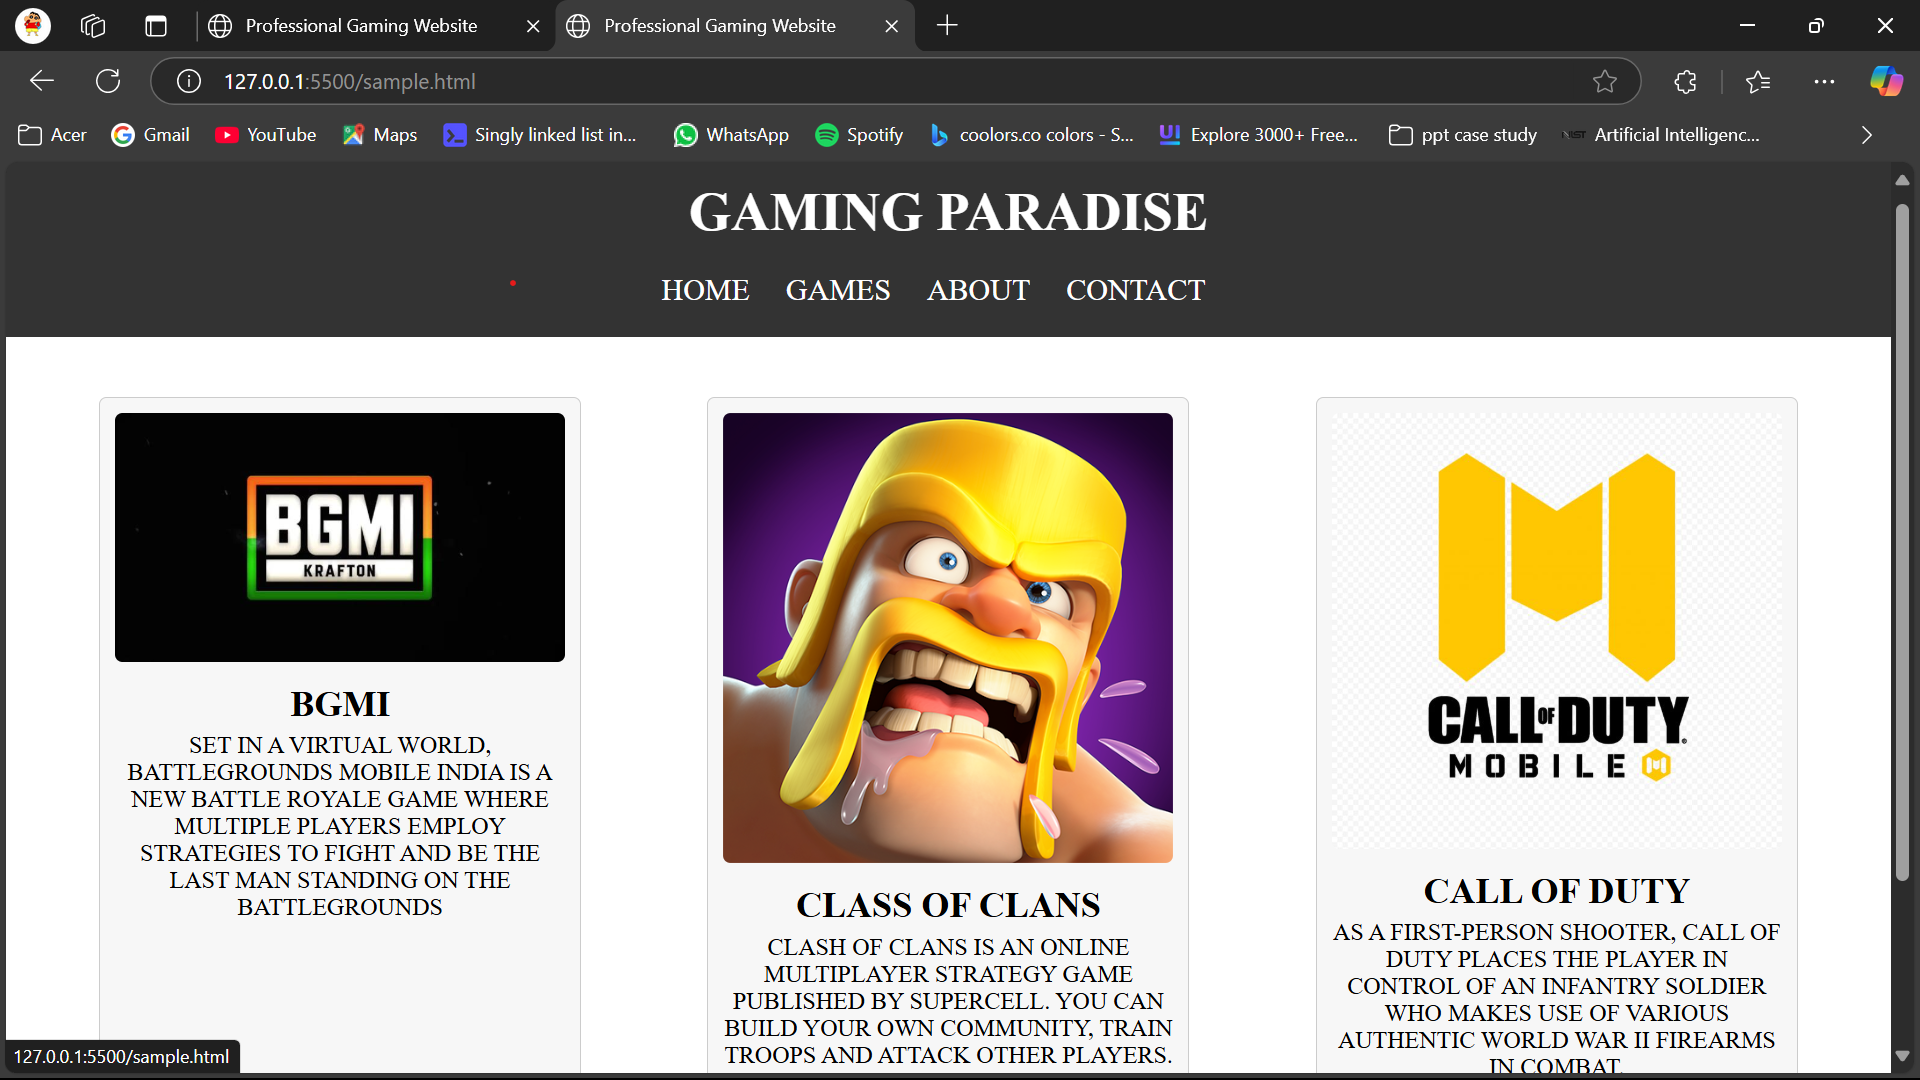 Professional Gaming Website
Professional Gaming Website
127.0.0.1:5500/sample.html
Acer
Gmail
YouTube
Maps
Singly linked list in...
WhatsApp
Spotify
coolors.co colors - S...
Explore 3000+ Free...
ppt case study
Artificial Intelligenc...
GAMING PARADISE
HOME
GAMES
ABOUT
CONTACT
BGMI
KRAFTON
BGMI
SET IN A VIRTUAL WORLD,
BATTLEGROUNDS MOBILE INDIA IS A
NEW BATTLE ROYALE GAME WHERE
MULTIPLE PLAYERS EMPLOY
STRATEGIES TO FIGHT AND BE THE
LAST MAN STANDING ON THE
BATTLEGROUNDS
CLASS OF CLANS
CLASH OF CLANS IS AN ONLINE
MULTIPLAYER STRATEGY GAME
PUBLISHED BY SUPERCELL. YOU CAN
BUILD YOUR OWN COMMUNITY, TRAIN
TROOPS AND ATTACK OTHER PLAYERS.
CALL OF DUTY
MOBILE
CALL OF DUTY
AS A FIRST-PERSON SHOOTER, CALL OF
DUTY PLACES THE PLAYER IN
CONTROL OF AN INFANTRY SOLDIER
WHO MAKES USE OF VARIOUS
AUTHENTIC WORLD WAR II FIREARMS
IN COMBAT.
127.0.0.1:5500/sample.html